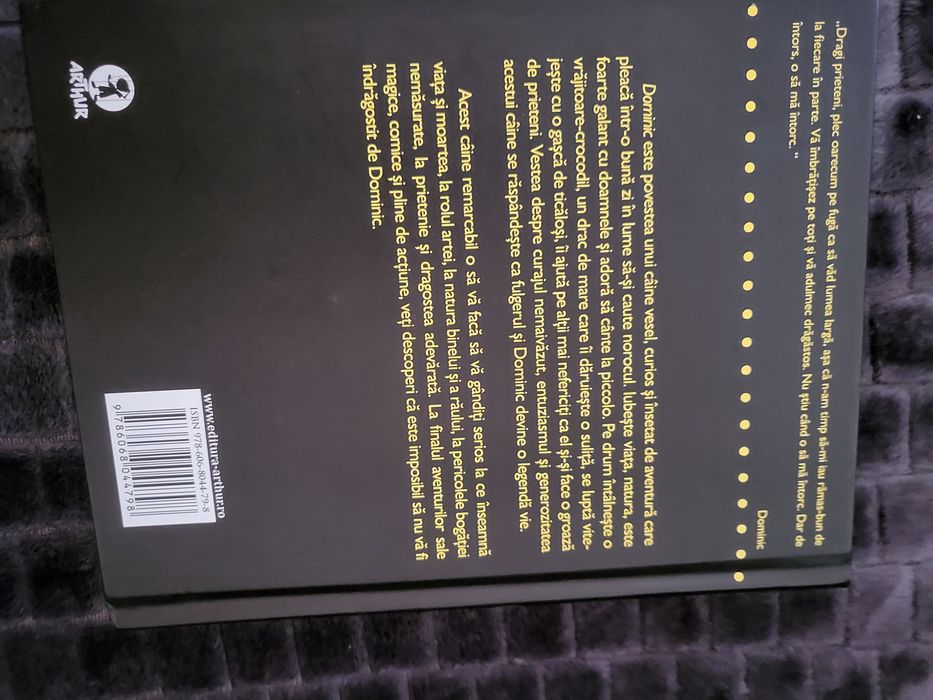 „Dragi prieteni, plec oarecum pe fugă ca să văd lumea largă, așa că n-am timp să-mi iau rămas-bun de
la fiecare în parte. Vă îmbrățișez pe toți și vă adulmec drăgăstos. Nu știu când o să mă întorc. Dar de
întors, o să mă întorc.“
Dominic
Dominic este povestea unui câine vesel, curios și însetat de aventură care
pleacă într-o bună zi în lume să-și caute norocul. Iubește viața, natura, este
foarte galant cu doamnele și adoră să cânte la piccolo. Pe drum întâlnește o
vrăjitoare-crocodil, un drac de mare care îi dăruiește o suliță, se luptă vite-
jește cu o gașcă de ticăloși, îi ajută pe alții mai nefericiți ca el și-și face o groază
de prieteni. Vestea despre curajul nemaivăzut, entuziasmul și generozitatea
acestui câine se răspândește ca fulgerul și Dominic devine o legendă vie.
Acest câine remarcabil o să vă facă să vă gândiți serios la ce înseamnă
viața și moartea, la rolul artei, la natura binelui și a răului, la pericolele bogăției
nemăsurate, la prietenie și dragostea adevărată. La finalul aventurilor sale
magice, comice și pline de acțiune, veți descoperi că este imposibil să nu vă fi
îndrăgostit de Dominic.
ARTHUR
www.editura-arthur.ro
ISBN 978-606-8044-79-8
9 786068 044798